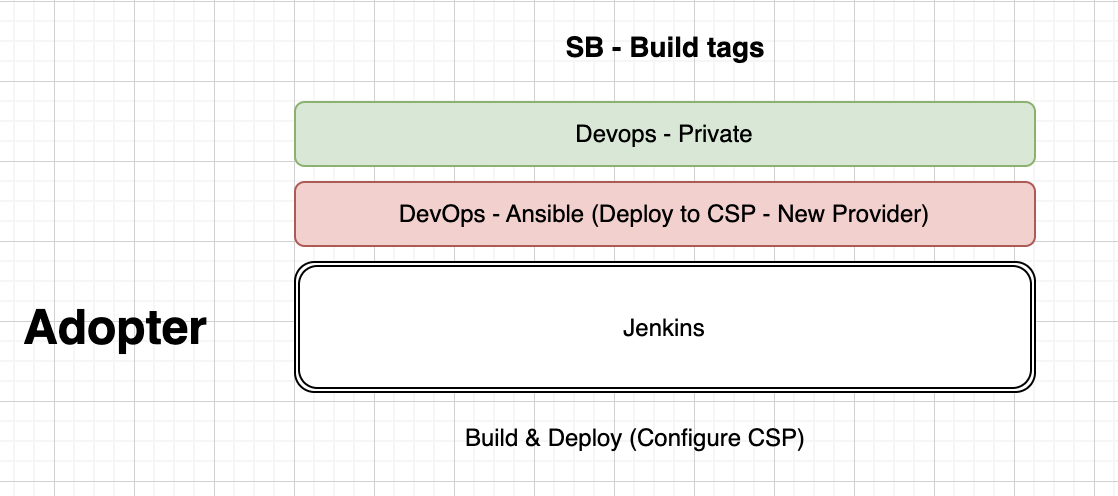 SB - Build tags
Devops - Private
DevOps - Ansible (Deploy to CSP - New Provider)
Adopter
Jenkins
Build & Deploy (Configure CSP)